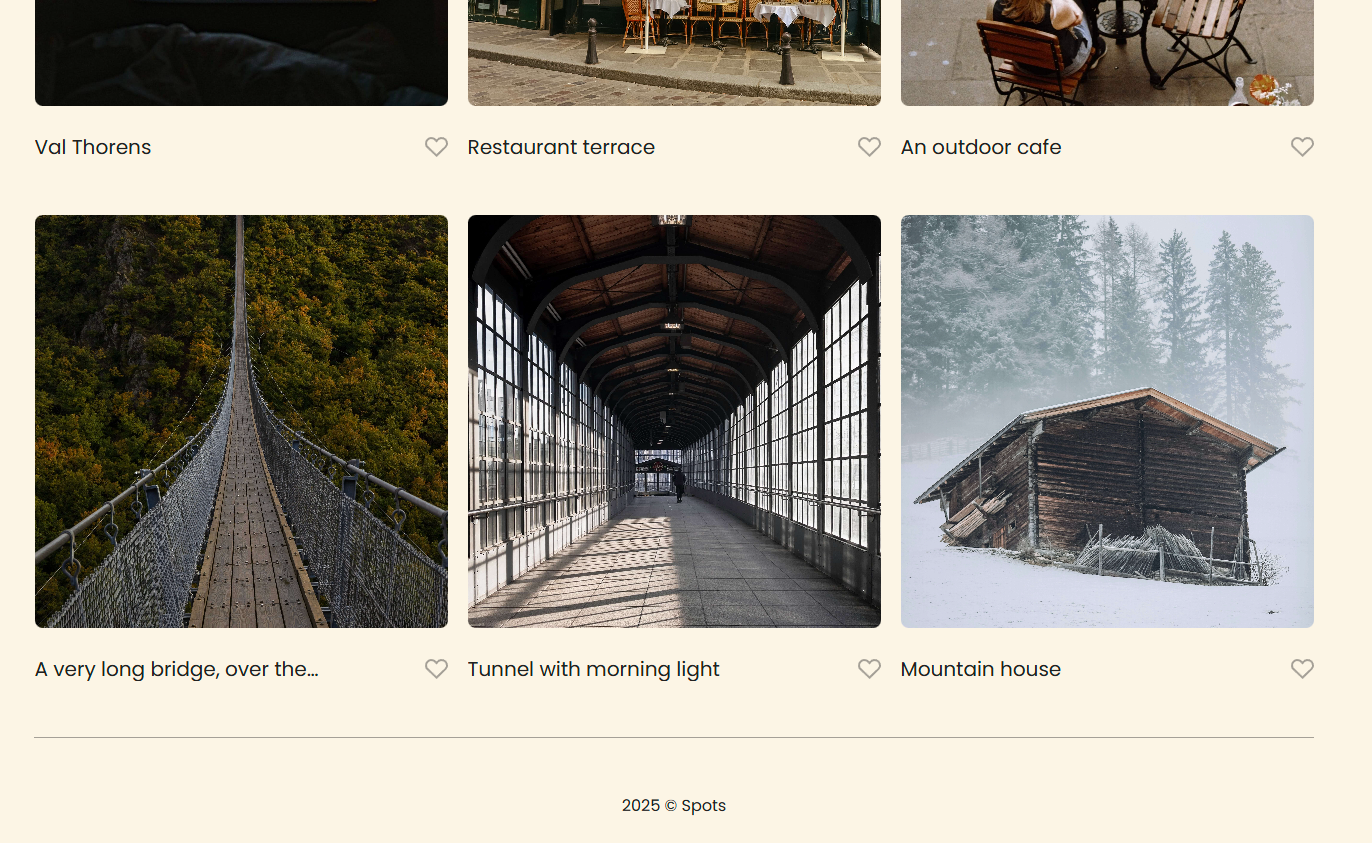 Val Thorens
Restaurant terrace
An outdoor cafe
A very long bridge, over the...
Tunnel with morning light
Mountain house
2025 © Spots